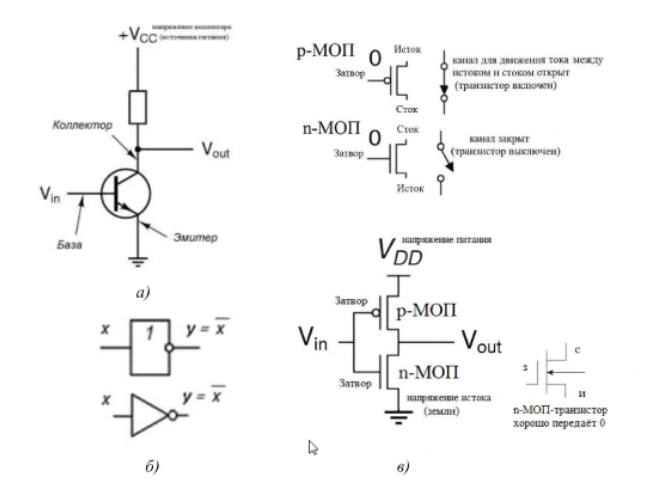 напряжение коллектора
+VCC (источника питания)
Коллектор
Vout
Vin
База
Эмитер
а)
x
1
y = x̅
x
y = x̅
б)
p-МОП
0
Исток
Затвор
Сток
канал для движения тока между
истоком и стоком открыт
(транзистор включен)
n-МОП
0
Сток
Затвор
Исток
канал закрыт
(транзистор выключен)
VDD напряжение питания
Затвор
p-МОП
Vin
Vout
n-МОП
Затвор
напряжение истока
(земли)
в)
с
з
и
n-МОП-транзистор
хорошо передаёт 0